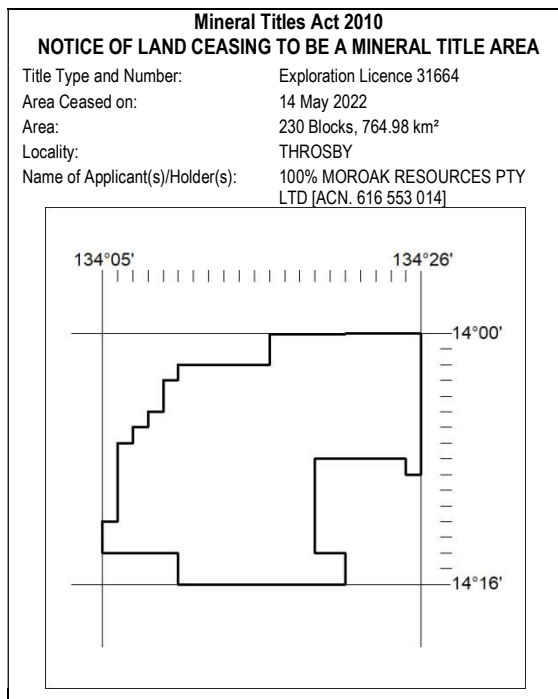 Mineral Titles Act 2010
NOTICE OF LAND CEASING TO BE A MINERAL TITLE AREA
Title Type and Number: Exploration Licence 31664
Area Ceased on: 14 May 2022
Area: 230 Blocks, 764.98 km²
Locality: THROSBY
Name of Applicant(s)/Holder(s): 100% MOROAK RESOURCES PTY
LTD [ACN. 616 553 014]
134°05' 134°26'
14°00'
14°16'